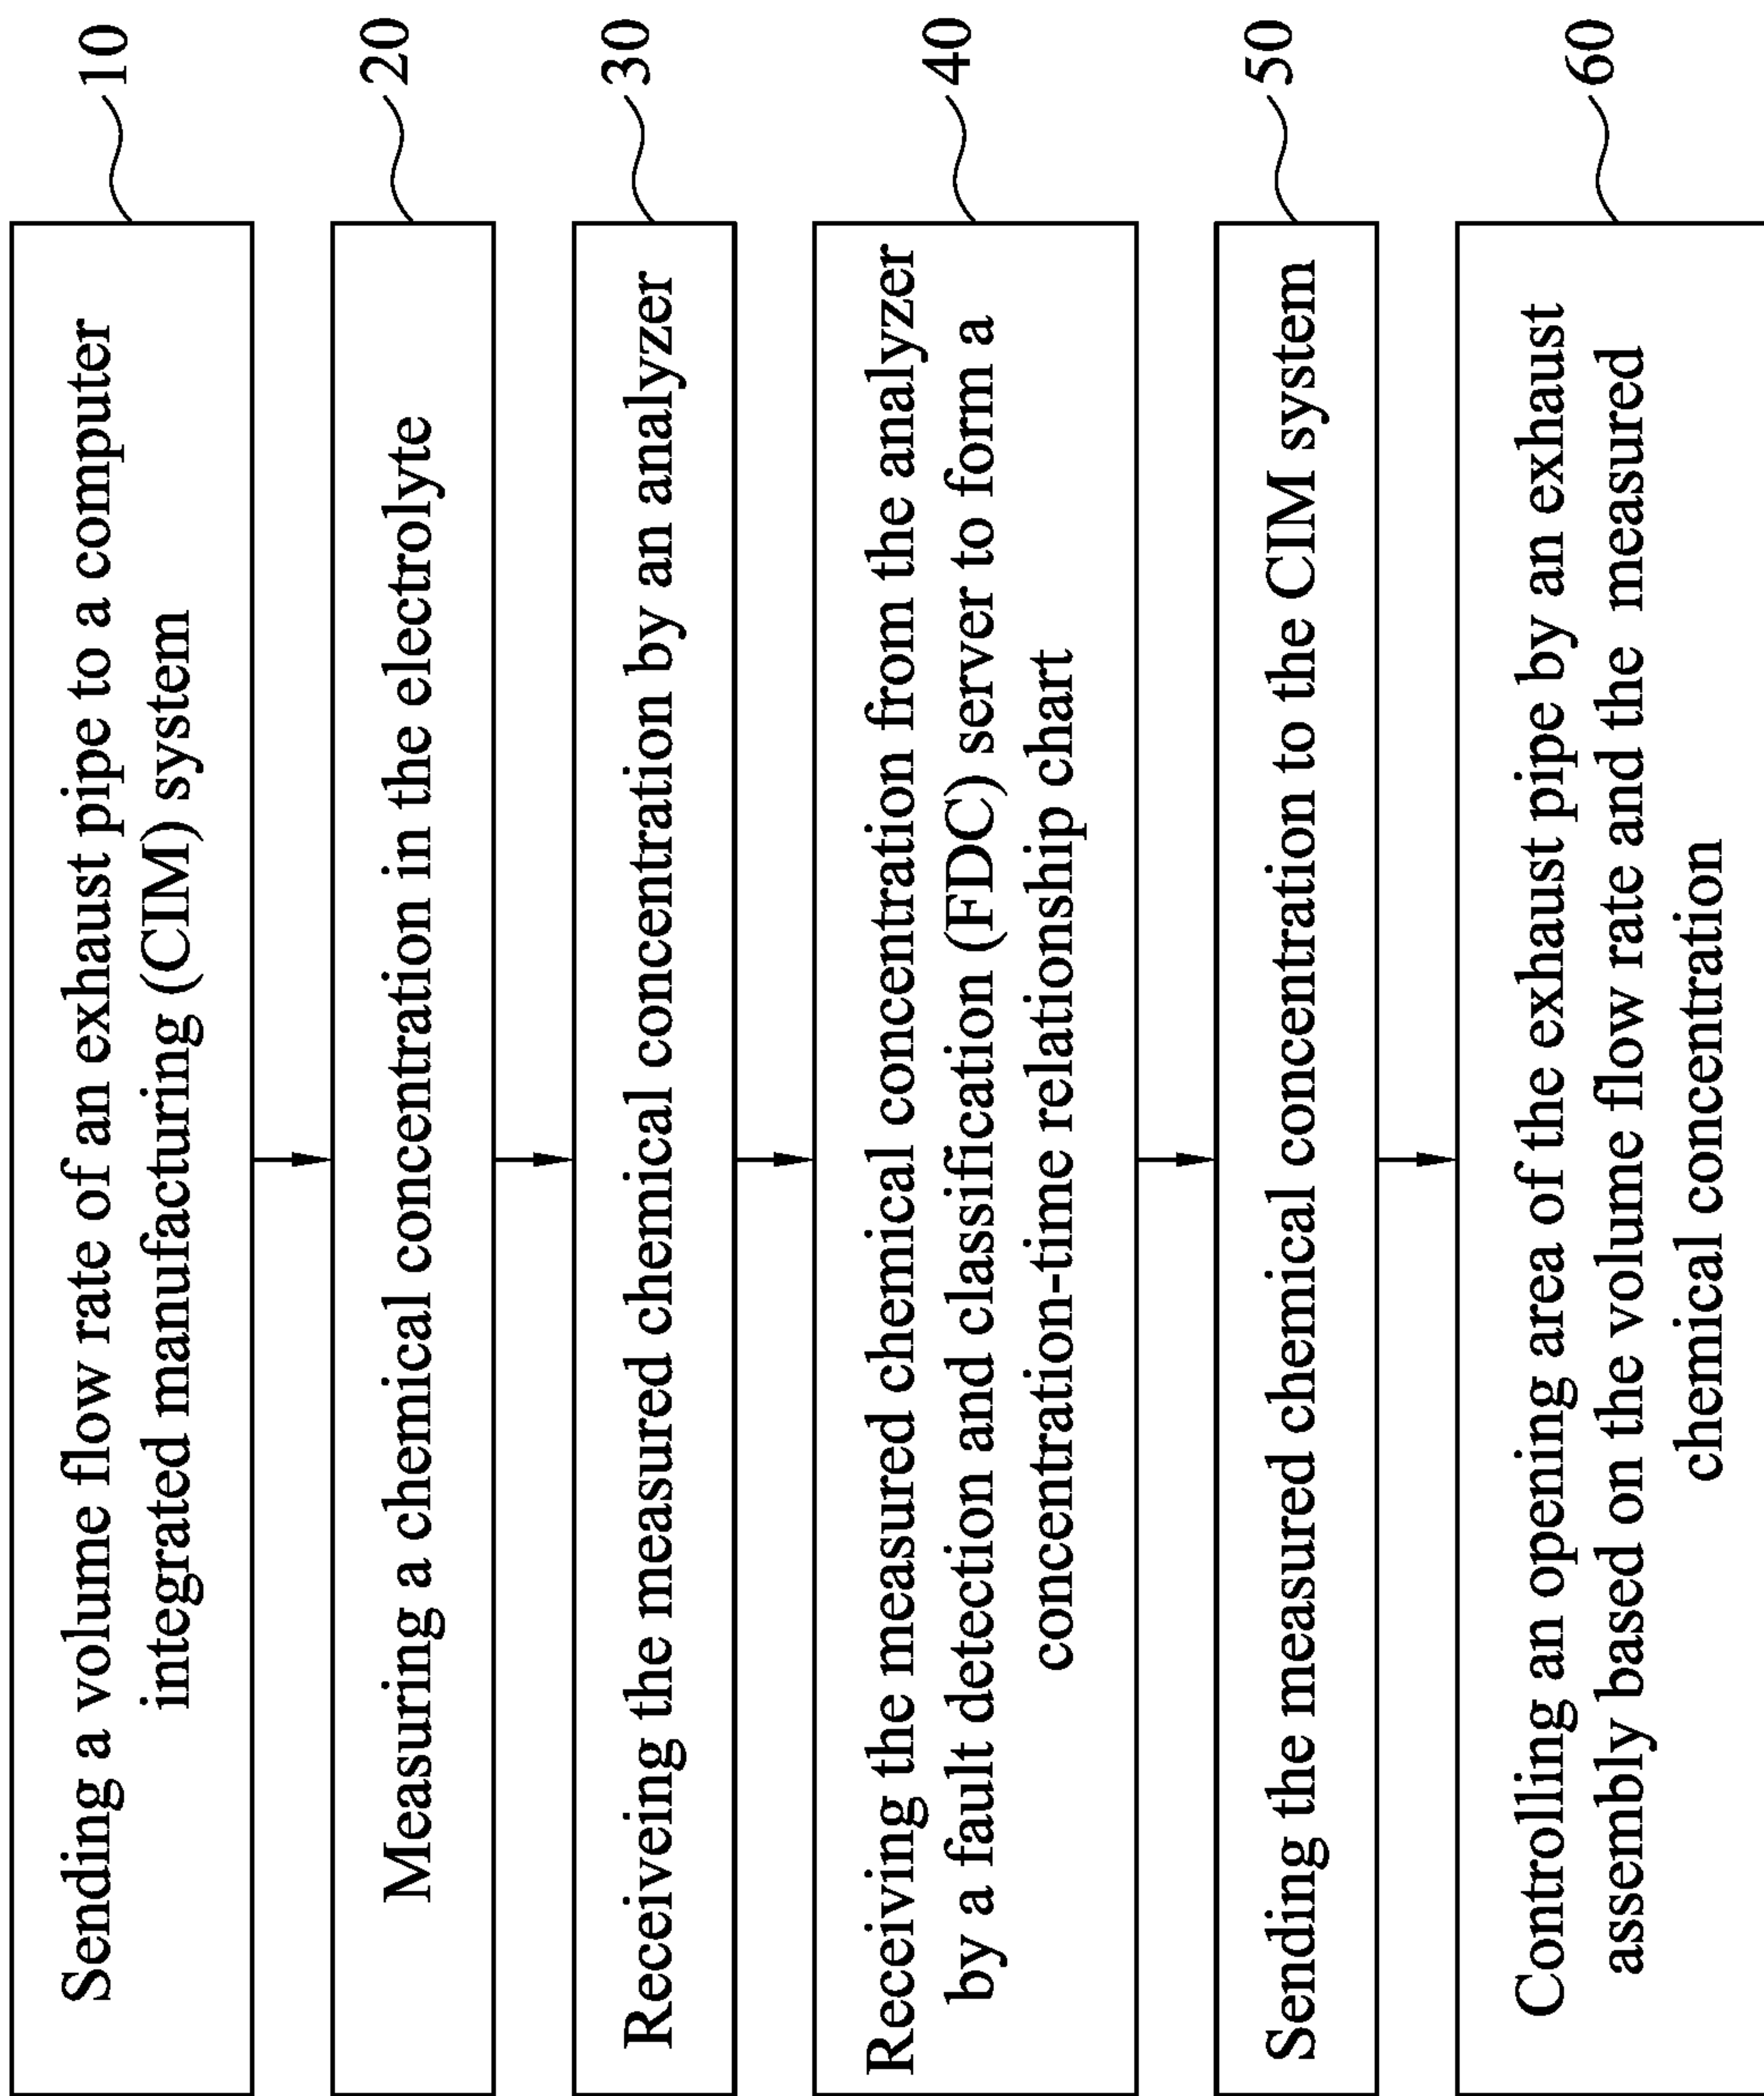 Sending a volume flow rate of an exhaust pipe to a computer
integrated manufacturing (CIM) system
10
Measuring a chemical concentration in the electrolyte
20
Receiveing the measured chemical concentration by an analyzer
30
Receiving the measured chemical concentration from the analyzer
by a fault detection and classification (FDC) server to form a
concentration-time relationship chart
40
Sending the measured chemical concentration to the CIM system
50
Controlling an opening area of the exhaust pipe by an exhaust
assembly based on the volume flow rate and the measured
chemical concentration
60